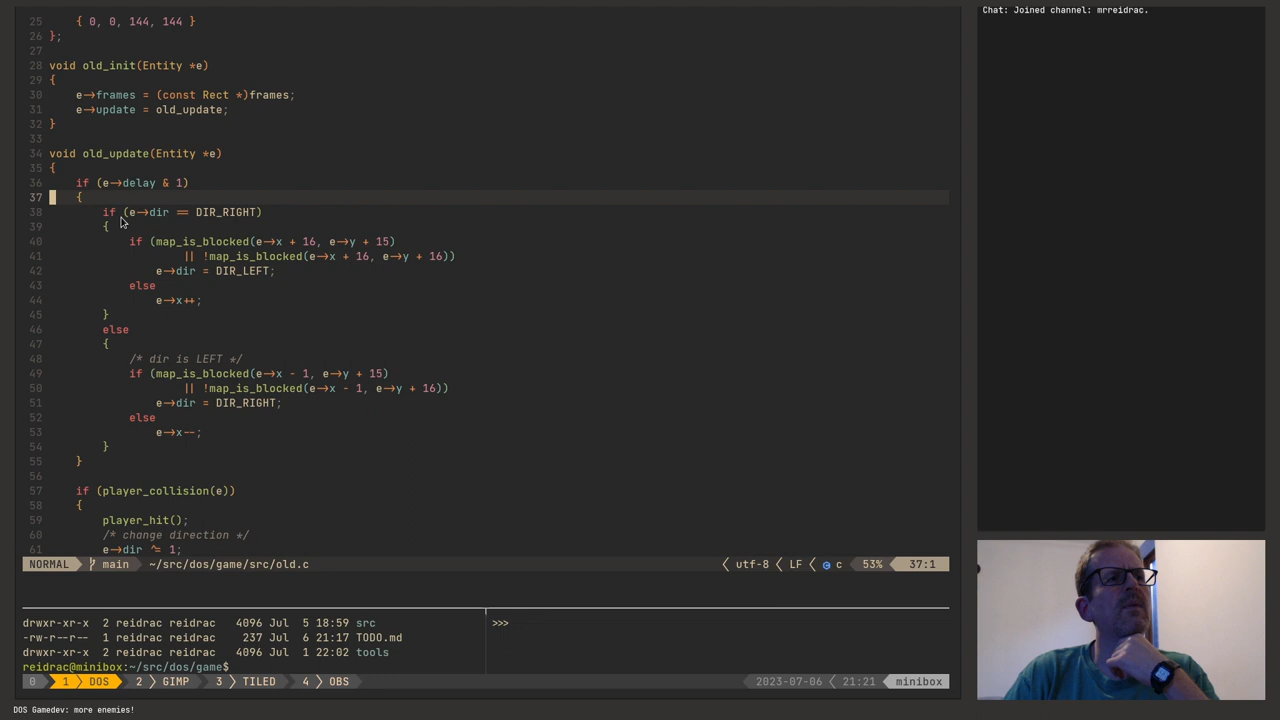 25 { 0, 0, 144, 144 }
26 };
27
28 void old_init(Entity *e)
29 {
30 e->frames = (const Rect *)frames;
31 e->update = old_update;
32 }
33
34 void old_update(Entity *e)
35 {
36 if (e->delay & 1)
37 {
38 if (e->dir == DIR_RIGHT)
39 {
40 if (map_is_blocked(e->x + 16, e->y + 15)
41 || !map_is_blocked(e->x + 16, e->y + 16))
42 e->dir = DIR_LEFT;
43 else
44 e->x++;
45 }
46 else
47 {
48 /* dir is LEFT */
49 if (map_is_blocked(e->x - 1, e->y + 15)
50 || !map_is_blocked(e->x - 1, e->y + 16))
51 e->dir = DIR_RIGHT;
52 else
53 e->x--;
54 }
55 }
56
57 if (player_collision(e))
58 {
59 player_hit();
60 /* change direction */
61 e->dir ^= 1;
NORMAL main ~/src/dos/game/src/old.c utf-8 LF c 53% 37:1
drwxr-xr-x 2 reidrac reidrac 4096 Jul 5 18:59 src
-rw-r--r-- 1 reidrac reidrac 237 Jul 6 21:17 TODO.md
drwxr-xr-x 2 reidrac reidrac 4096 Jul 1 22:02 tools
reidrac@minibox:~/src/dos/game$
>>>
0 1 DOS 2 GIMP 3 TILED 4 OBS 2023-07-06 21:21 minibox
DOS Gamedev: more enemies!
Chat: Joined channel: mrreidrac.